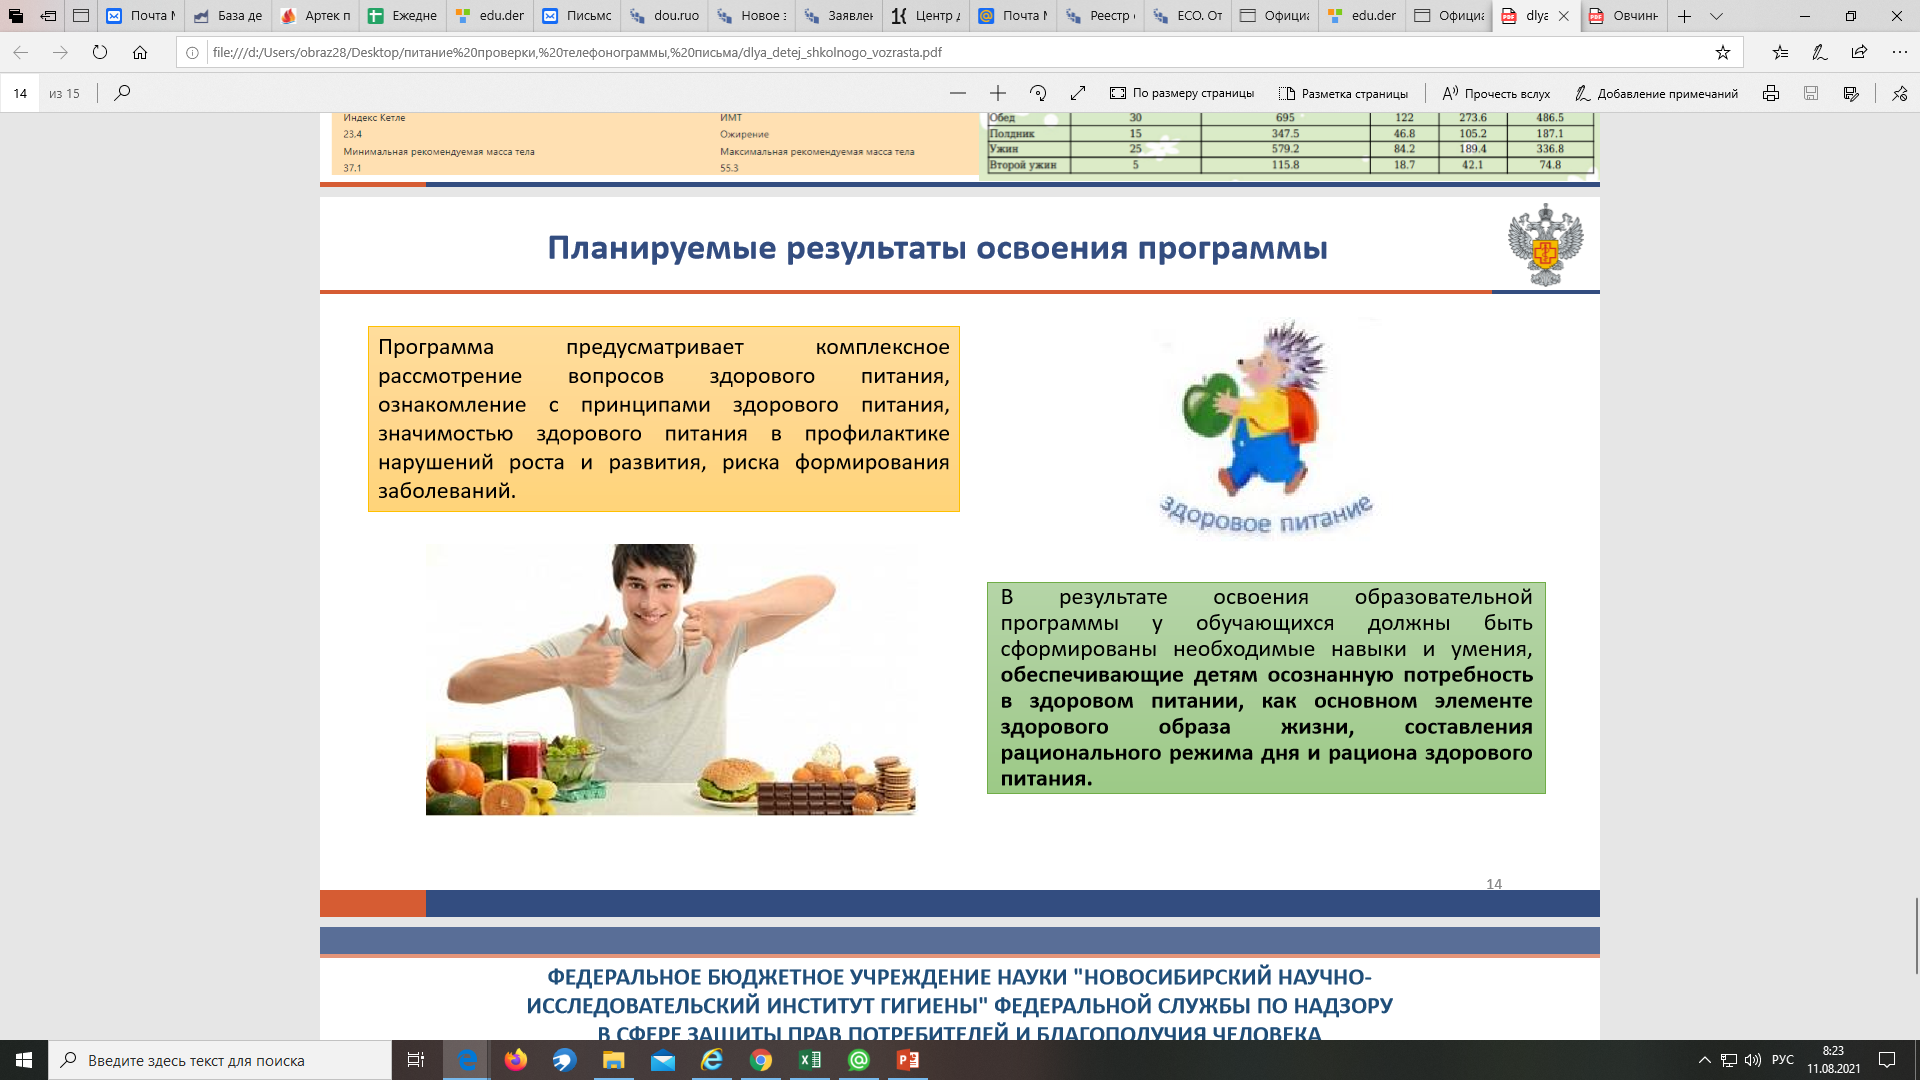 Почта М
База де
Артек п
Ежедне
edu.der
Письмс
dou.ruo
Новое з
Заявлен
Центр д
Почта М
Реестр с
ЕСО. От
Официа
edu.der
Официа
dlya
Овчинн
file:///d:/Users/obraz28/Desktop/питание%20проверки,%20телефонограммы,%20письма/dlya_detej_shkolnogo_vozrasta.pdf
14 из 15
По размеру страницы
Разметка страницы
Прочесть вслух
Добавление примечаний
Индекс Кетле ИМТ
23.4 Ожирение
Минимальная рекомендуемая масса тела Максимальная рекомендуемая масса тела
37.1 55.3
Обед 30 695 122 273.6 486.5
Полдник 15 347.5 46.8 105.2 187.1
Ужин 25 579.2 84.2 189.4 336.8
Второй ужин 5 115.8 18.7 42.1 74.8
Планируемые результаты освоения программы
Программа предусматривает комплексное
рассмотрение вопросов здорового питания,
ознакомление с принципами здорового питания,
значимостью здорового питания в профилактике
нарушений роста и развития, риска формирования
заболеваний.
здоровое питание
В результате освоения образовательной
программы у обучающихся должны быть
сформированы необходимые навыки и умения,
обеспечивающие детям осознанную потребность
в здоровом питании, как основном элементе
здорового образа жизни, составления
рационального режима дня и рациона здорового
питания.
14
ФЕДЕРАЛЬНОЕ БЮДЖЕТНОЕ УЧРЕЖДЕНИЕ НАУКИ "НОВОСИБИРСКИЙ НАУЧНО-
ИССЛЕДОВАТЕЛЬСКИЙ ИНСТИТУТ ГИГИЕНЫ" ФЕДЕРАЛЬНОЙ СЛУЖБЫ ПО НАДЗОРУ
В СФЕРЕ ЗАЩИТЫ ПРАВ ПОТРЕБИТЕЛЕЙ И БЛАГОПОЛУЧИЯ ЧЕЛОВЕКА
Введите здесь текст для поиска
РУС
8:23
11.08.2021